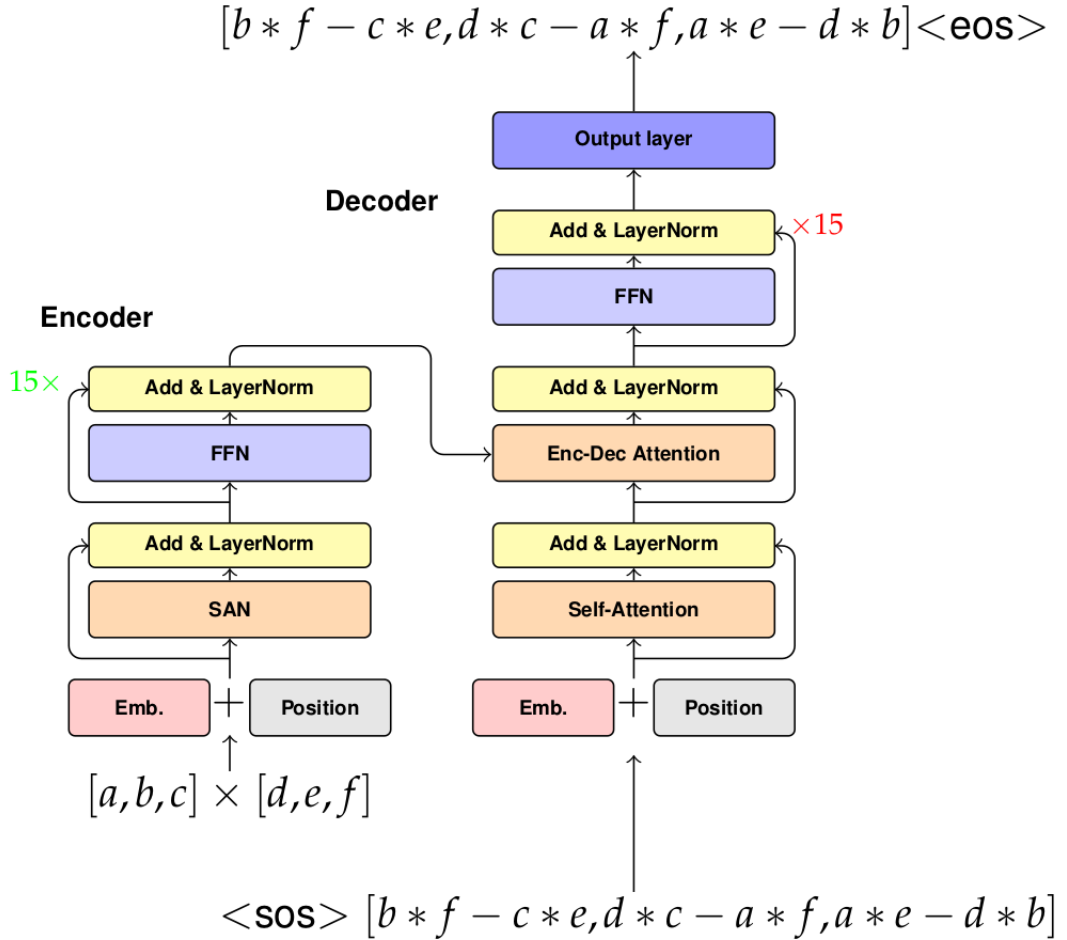 [b ∗ f − c ∗ e,d ∗ c − a ∗ f,a ∗ e − d ∗ b]<eos>
Output layer
Decoder
Add & LayerNorm
×15
FFN
Encoder
15×
Add & LayerNorm
Add & LayerNorm
FFN
Enc-Dec Attention
Add & LayerNorm
Add & LayerNorm
SAN
Self-Attention
Emb.
+
Position
Emb.
+
Position
[a,b,c] × [d,e,f]
<sos> [b ∗ f − c ∗ e,d ∗ c − a ∗ f,a ∗ e − d ∗ b]